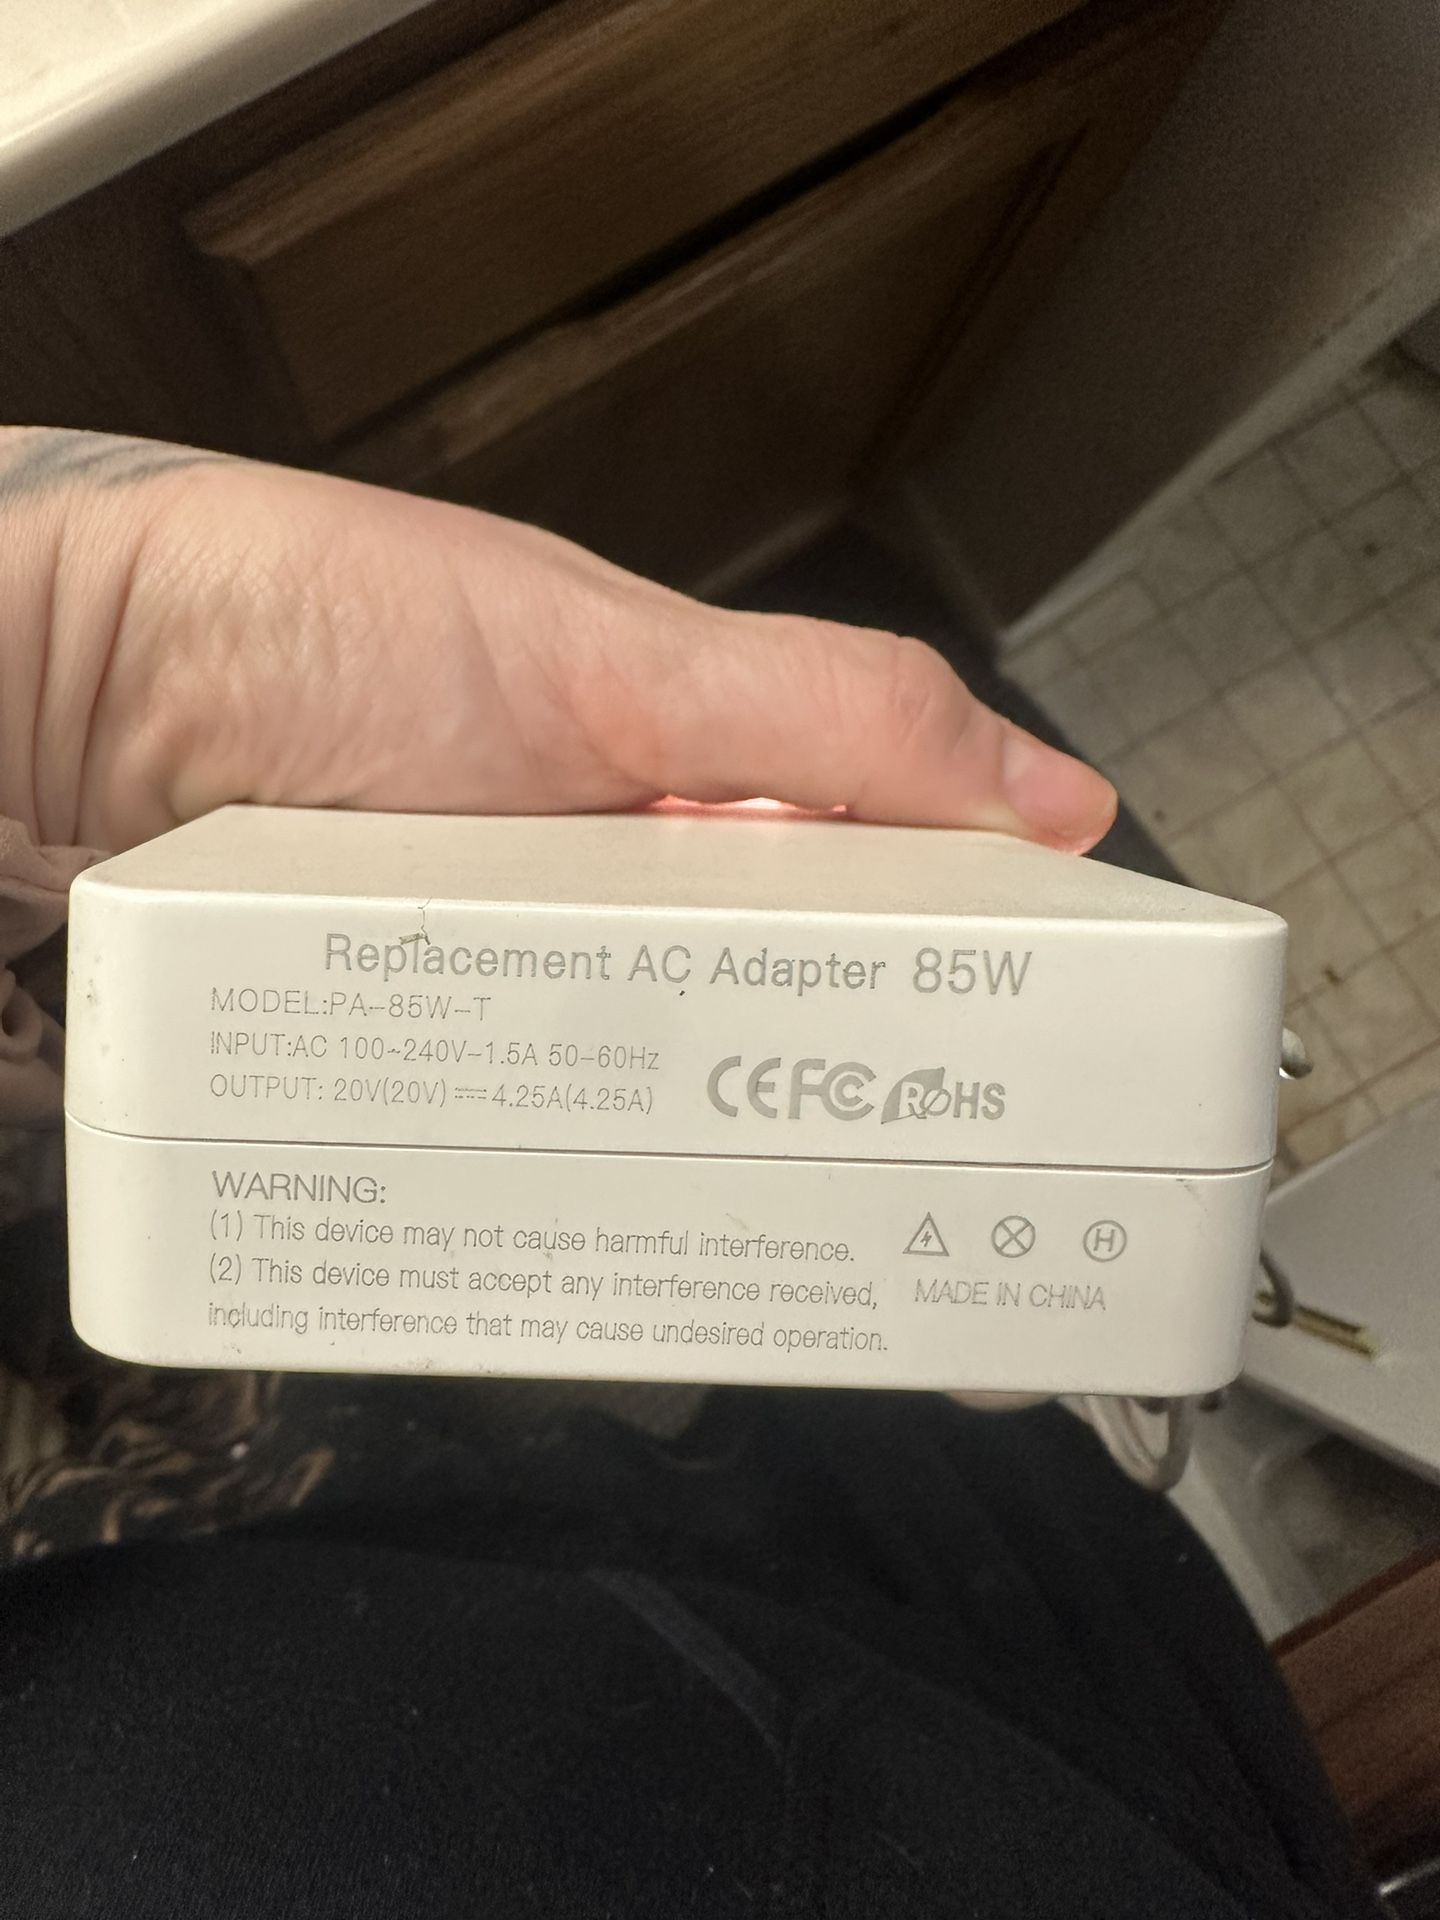 Replacement AC Adapter 85W
MODEL:PA-85W-T
INPUT:AC 100~240V-1.5A 50-60Hz
OUTPUT: 20V(20V)⎓4.25A(4.25A)
CE FC RoHS
WARNING:
(1) This device may not cause harmful interference.
(2) This device must accept any interference received,
including interference that may cause undesired operation.
H
MADE IN CHINA